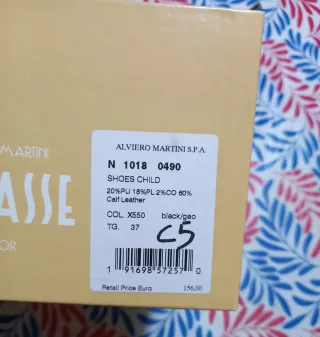 MARTINI
ASSE
OR
ALVIERO MARTINI S.P.A.
N 1018 0490
SHOES CHILD
20%PU 18%PL 2%CO 60%
Calf Leather
COL. X550 black/geo
TG. 37
C5
1 91698 57257 0
Retail Price Euro 156,00